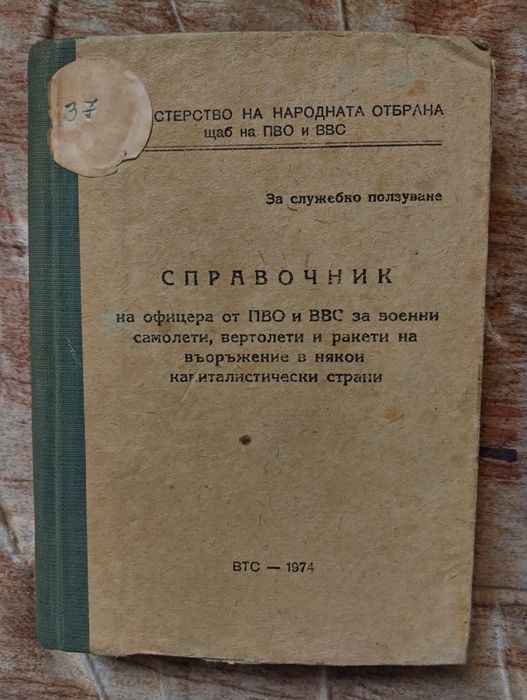 37
СТЕРСТВО НА НАРОДНАТА ОТБРАНА
щаб на ПВО и ВВС
За служебно ползуване
СПРАВОЧНИК
на офицера от ПВО и ВВС за военни
самолети, вертолети и ракети на
въоръжение в някои
капиталистически страни
ВТС — 1974